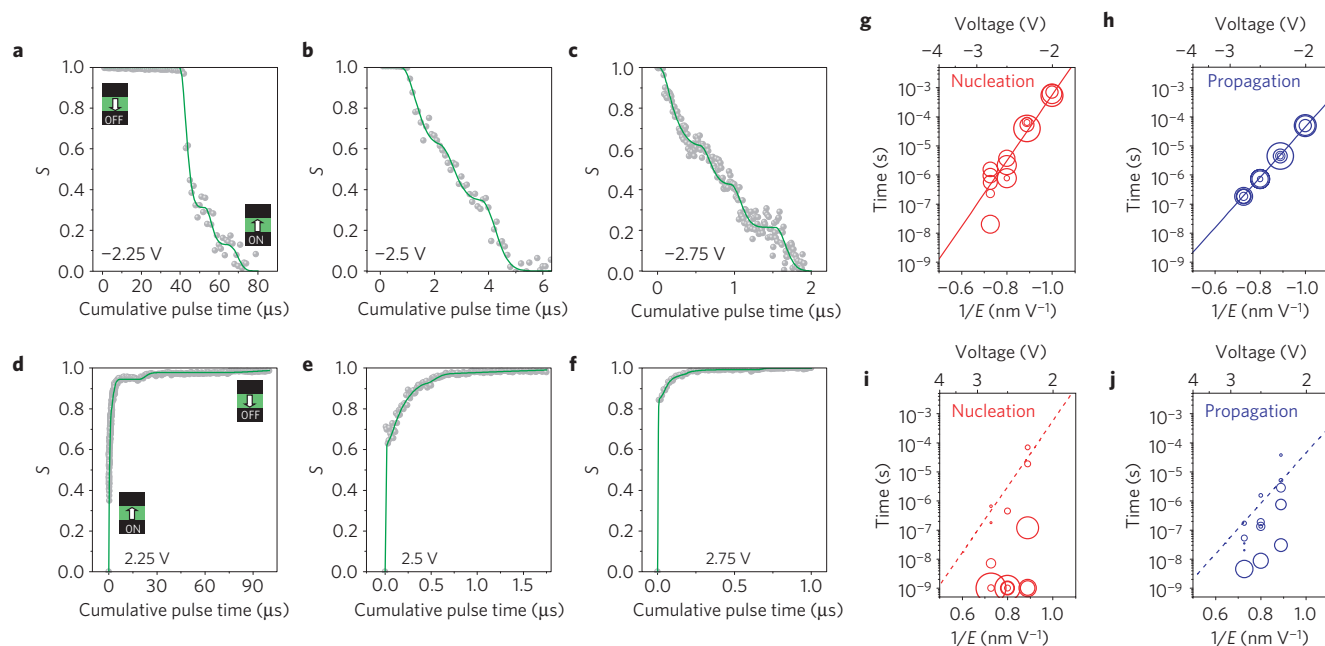 a
1.0
0.8
0.6
0.4
0.2
0.0
S
OFF
ON
−2.25 V
0 20 40 60 80
Cumulative pulse time (μs)
b
1.0
0.8
0.6
0.4
0.2
0.0
S
−2.5 V
0 2 4 6
Cumulative pulse time (μs)
c
1.0
0.8
0.6
0.4
0.2
0.0
S
−2.75 V
0 1 2
Cumulative pulse time (μs)
g
Voltage (V)
−4 −3 −2
Nucleation
10−3
10−4
10−5
10−6
10−7
10−8
10−9
Time (s)
−0.6 −0.8 −1.0
1/E (nm V−1)
h
Voltage (V)
−4 −3 −2
Propagation
10−3
10−4
10−5
10−6
10−7
10−8
10−9
Time (s)
−0.6 −0.8 −1.0
1/E (nm V−1)
d
1.0
0.8
0.6
0.4
0.2
0.0
S
OFF
ON
2.25 V
0 30 60 90
Cumulative pulse time (μs)
e
1.0
0.8
0.6
0.4
0.2
0.0
S
2.5 V
0.0 0.5 1.0 1.5
Cumulative pulse time (μs)
f
1.0
0.8
0.6
0.4
0.2
0.0
S
2.75 V
0.0 0.5 1.0
Cumulative pulse time (μs)
i
Voltage (V)
4 3 2
Nucleation
10−3
10−4
10−5
10−6
10−7
10−8
10−9
Time (s)
0.6 0.8 1.0
1/E (nm V−1)
j
Voltage (V)
4 3 2
Propagation
10−3
10−4
10−5
10−6
10−7
10−8
10−9
Time (s)
0.6 0.8 1.0
1/E (nm V−1)